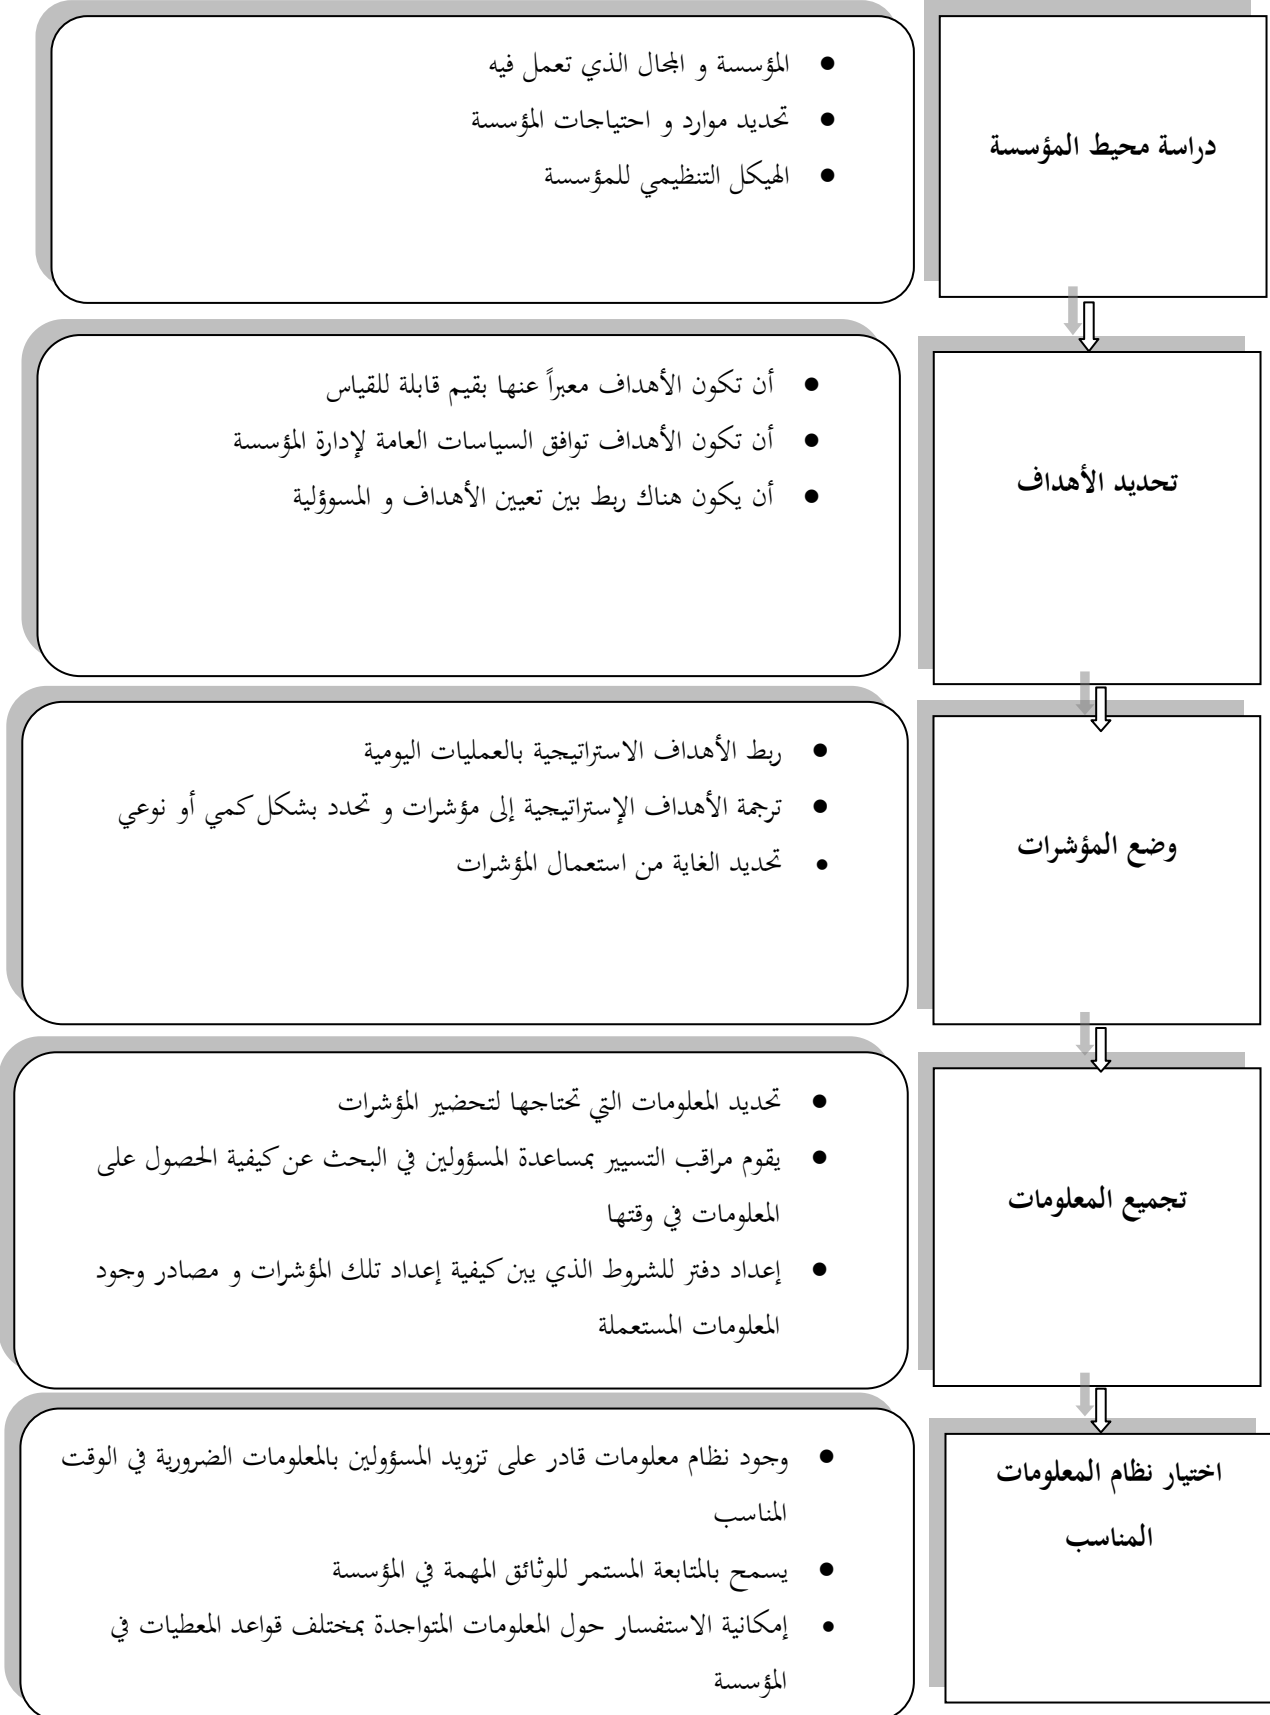 دراسة محيط المؤسسة
● المؤسسة و المجال الذي تعمل فيه
● تحديد موارد و احتياجات المؤسسة
● الهيكل التنظيمي للمؤسسة
تحديد الأهداف
● أن تكون الأهداف معبراً عنها بقيم قابلة للقياس
● أن تكون الأهداف توافق السياسات العامة لإدارة المؤسسة
● أن يكون هناك ربط بين تعيين الأهداف و المسوؤلية
وضع المؤشرات
● ربط الأهداف الاستراتيجية بالعمليات اليومية
● ترجمة الأهداف الإستراتيجية إلى مؤشرات و تحدد بشكل كمي أو نوعي
● تحديد الغاية من استعمال المؤشرات
تجميع المعلومات
● تحديد المعلومات التي تحتاجها لتحضير المؤشرات
● يقوم مراقب التسيير بمساعدة المسؤولين في البحث عن كيفية الحصول على
المعلومات في وقتها
● إعداد دفتر للشروط الذي يبن كيفية إعداد تلك المؤشرات و مصادر وجود
المعلومات المستعملة
اختيار نظام المعلومات
المناسب
● وجود نظام معلومات قادر على تزويد المسؤولين بالمعلومات الضرورية في الوقت
المناسب
● يسمح بالمتابعة المستمر للوثائق المهمة في المؤسسة
● إمكانية الاستفسار حول المعلومات المتواجدة بمختلف قواعد المعطيات في
المؤسسة